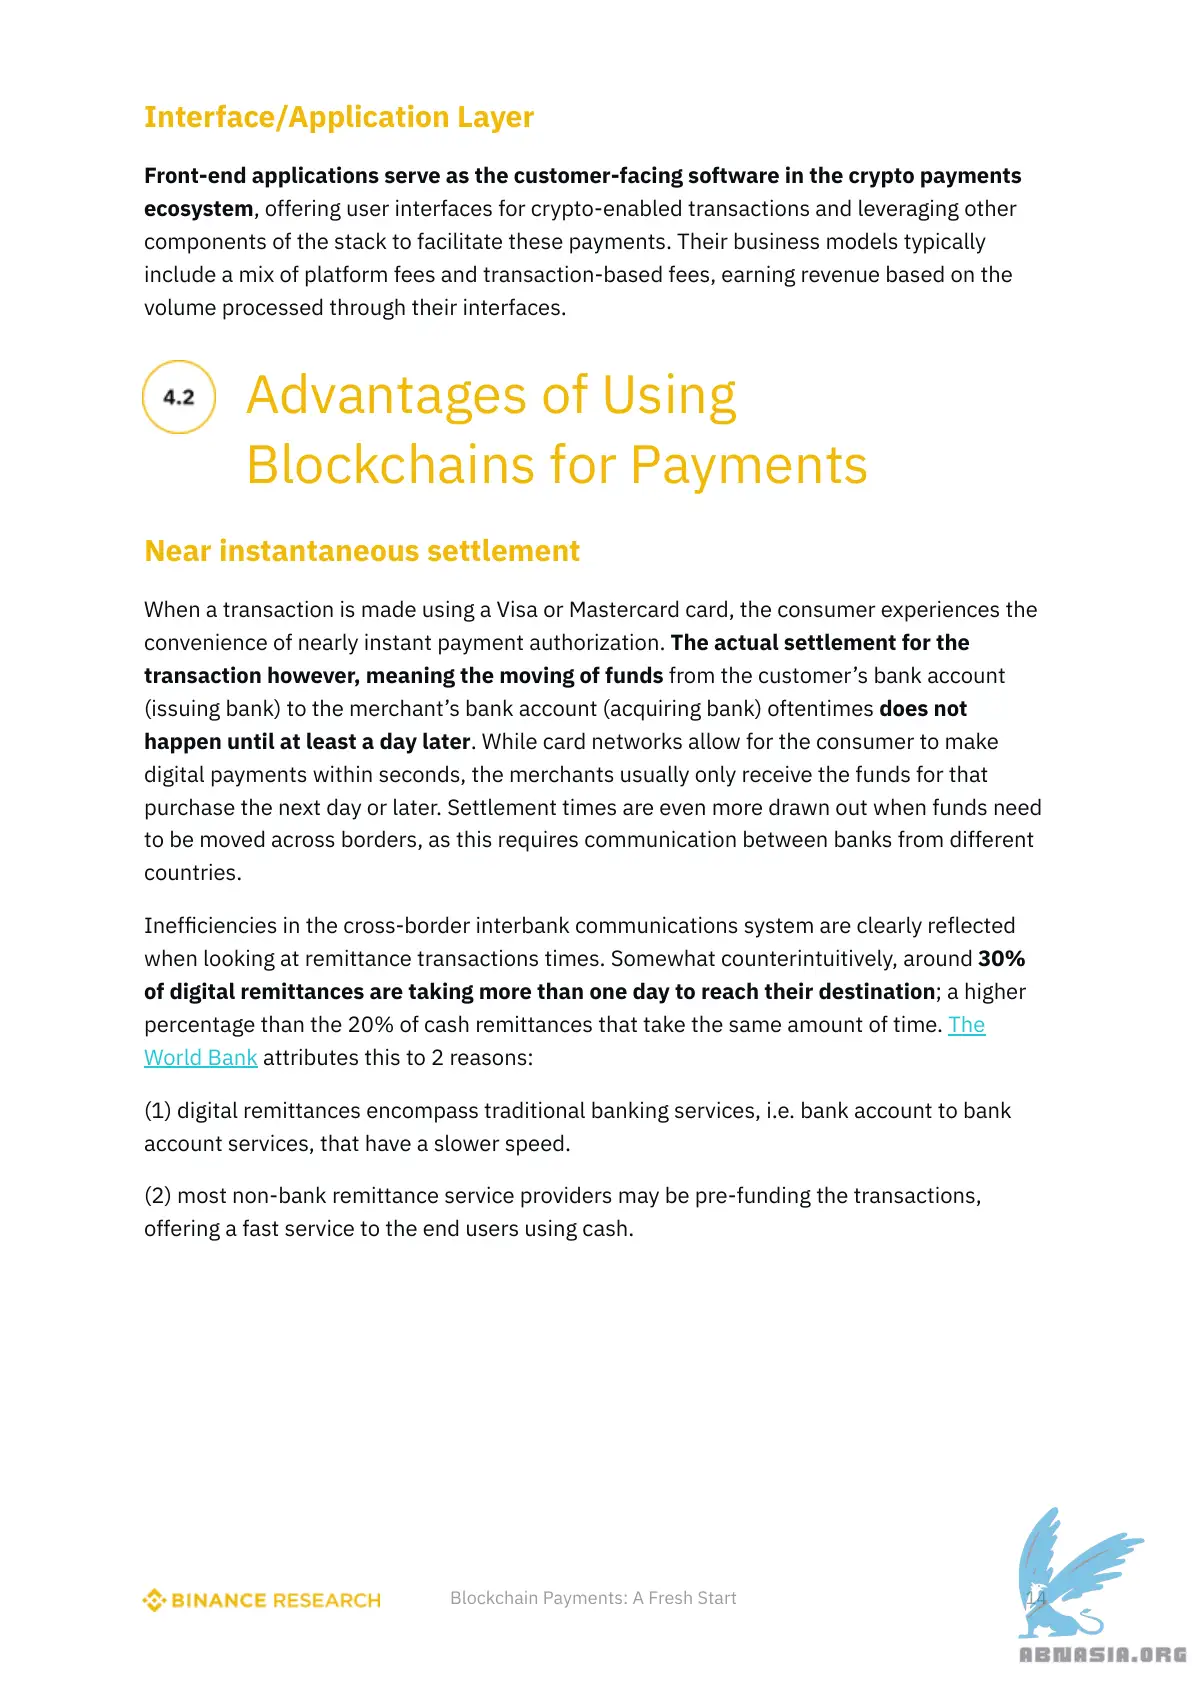 Interface/Application Layer
Front-end applications serve as the customer-facing software in the crypto payments
ecosystem, offering user interfaces for crypto-enabled transactions and leveraging other
components of the stack to facilitate these payments. Their business models typically
include a mix of platform fees and transaction-based fees, earning revenue based on the
volume processed through their interfaces.
4.2
Advantages of Using
Blockchains for Payments
Near instantaneous settlement
When a transaction is made using a Visa or Mastercard card, the consumer experiences the
convenience of nearly instant payment authorization. The actual settlement for the
transaction however, meaning the moving of funds from the customer’s bank account
(issuing bank) to the merchant’s bank account (acquiring bank) oftentimes does not
happen until at least a day later. While card networks allow for the consumer to make
digital payments within seconds, the merchants usually only receive the funds for that
purchase the next day or later. Settlement times are even more drawn out when funds need
to be moved across borders, as this requires communication between banks from different
countries.
Inefficiencies in the cross-border interbank communications system are clearly reflected
when looking at remittance transactions times. Somewhat counterintuitively, around 30%
of digital remittances are taking more than one day to reach their destination; a higher
percentage than the 20% of cash remittances that take the same amount of time. The
World Bank attributes this to 2 reasons:
(1) digital remittances encompass traditional banking services, i.e. bank account to bank
account services, that have a slower speed.
(2) most non-bank remittance service providers may be pre-funding the transactions,
offering a fast service to the end users using cash.
BINANCE RESEARCH
Blockchain Payments: A Fresh Start
14
ABNASIA.ORG